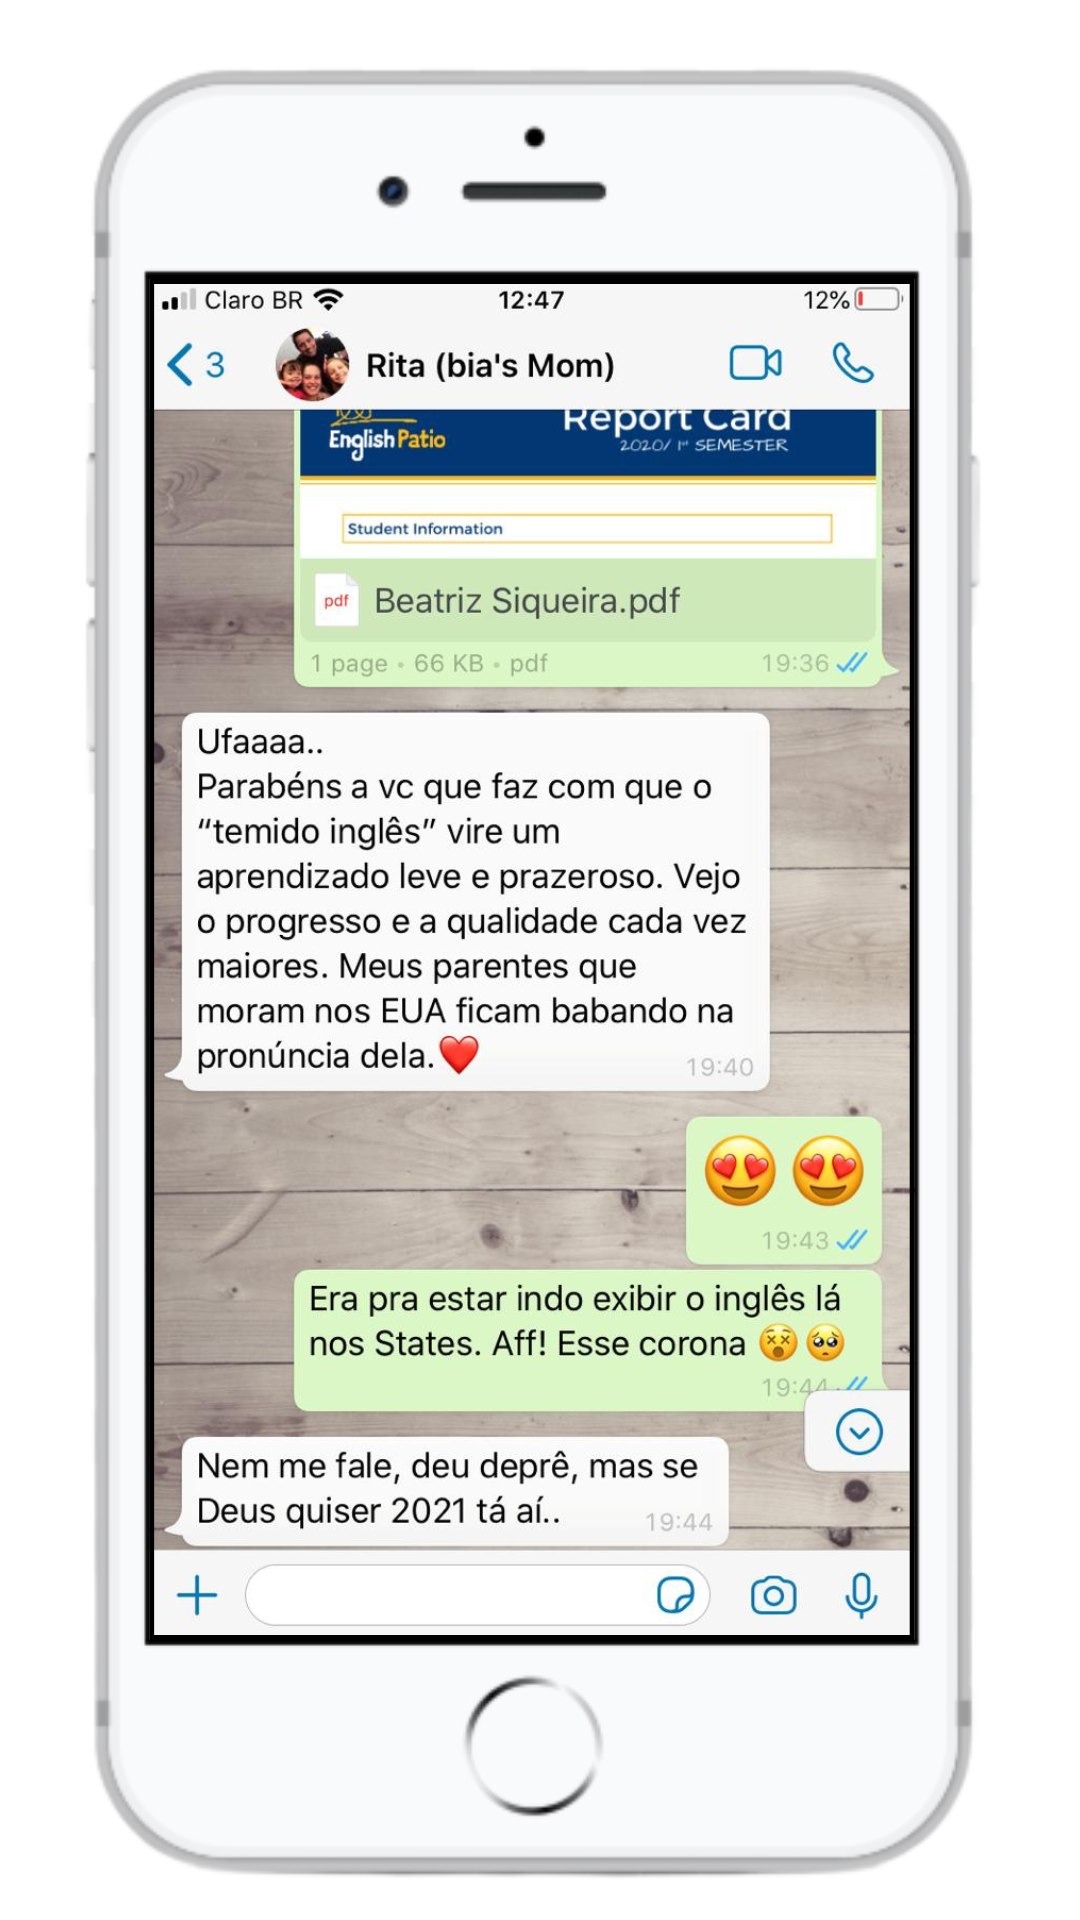 Claro BR 12:47 12%
3 Rita (bia's Mom)
English Patio Report Card
2020/ 1º SEMESTER
Student Information
pdf Beatriz Siqueira.pdf
1 page • 66 KB • pdf 19:36
Ufaaaa..
Parabéns a vc que faz com que o
“temido inglês” vire um
aprendizado leve e prazeroso. Vejo
o progresso e a qualidade cada vez
maiores. Meus parentes que
moram nos EUA ficam babando na
pronúncia dela.❤️ 19:40
😍 😍
19:43
Era pra estar indo exibir o inglês lá
nos States. Aff! Esse corona 😵 🥺
19:44
Nem me fale, deu deprê, mas se
Deus quiser 2021 tá aí.. 19:44